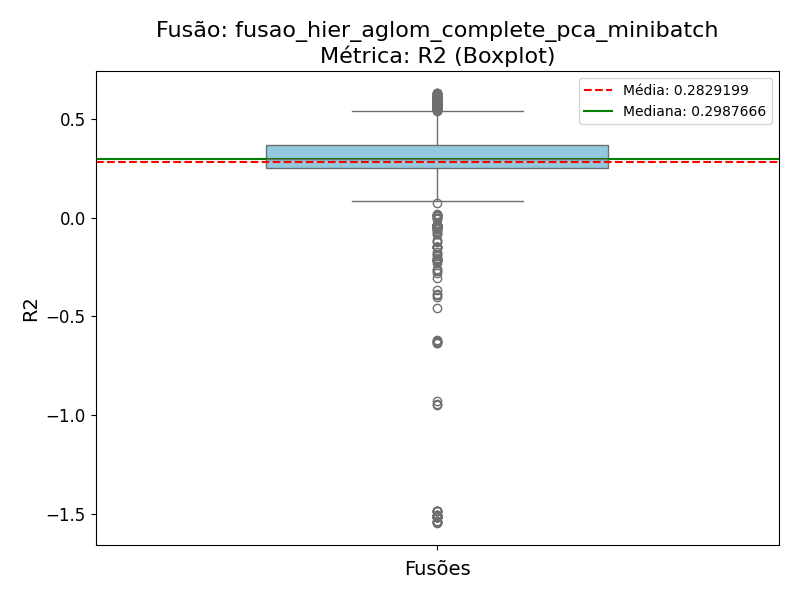 Fusão: fusao_hier_aglom_complete_pca_minibatch
Métrica: R2 (Boxplot)
Média: 0.2829199
Mediana: 0.2987666
0.5
0.0
−0.5
−1.0
−1.5
R2
Fusões